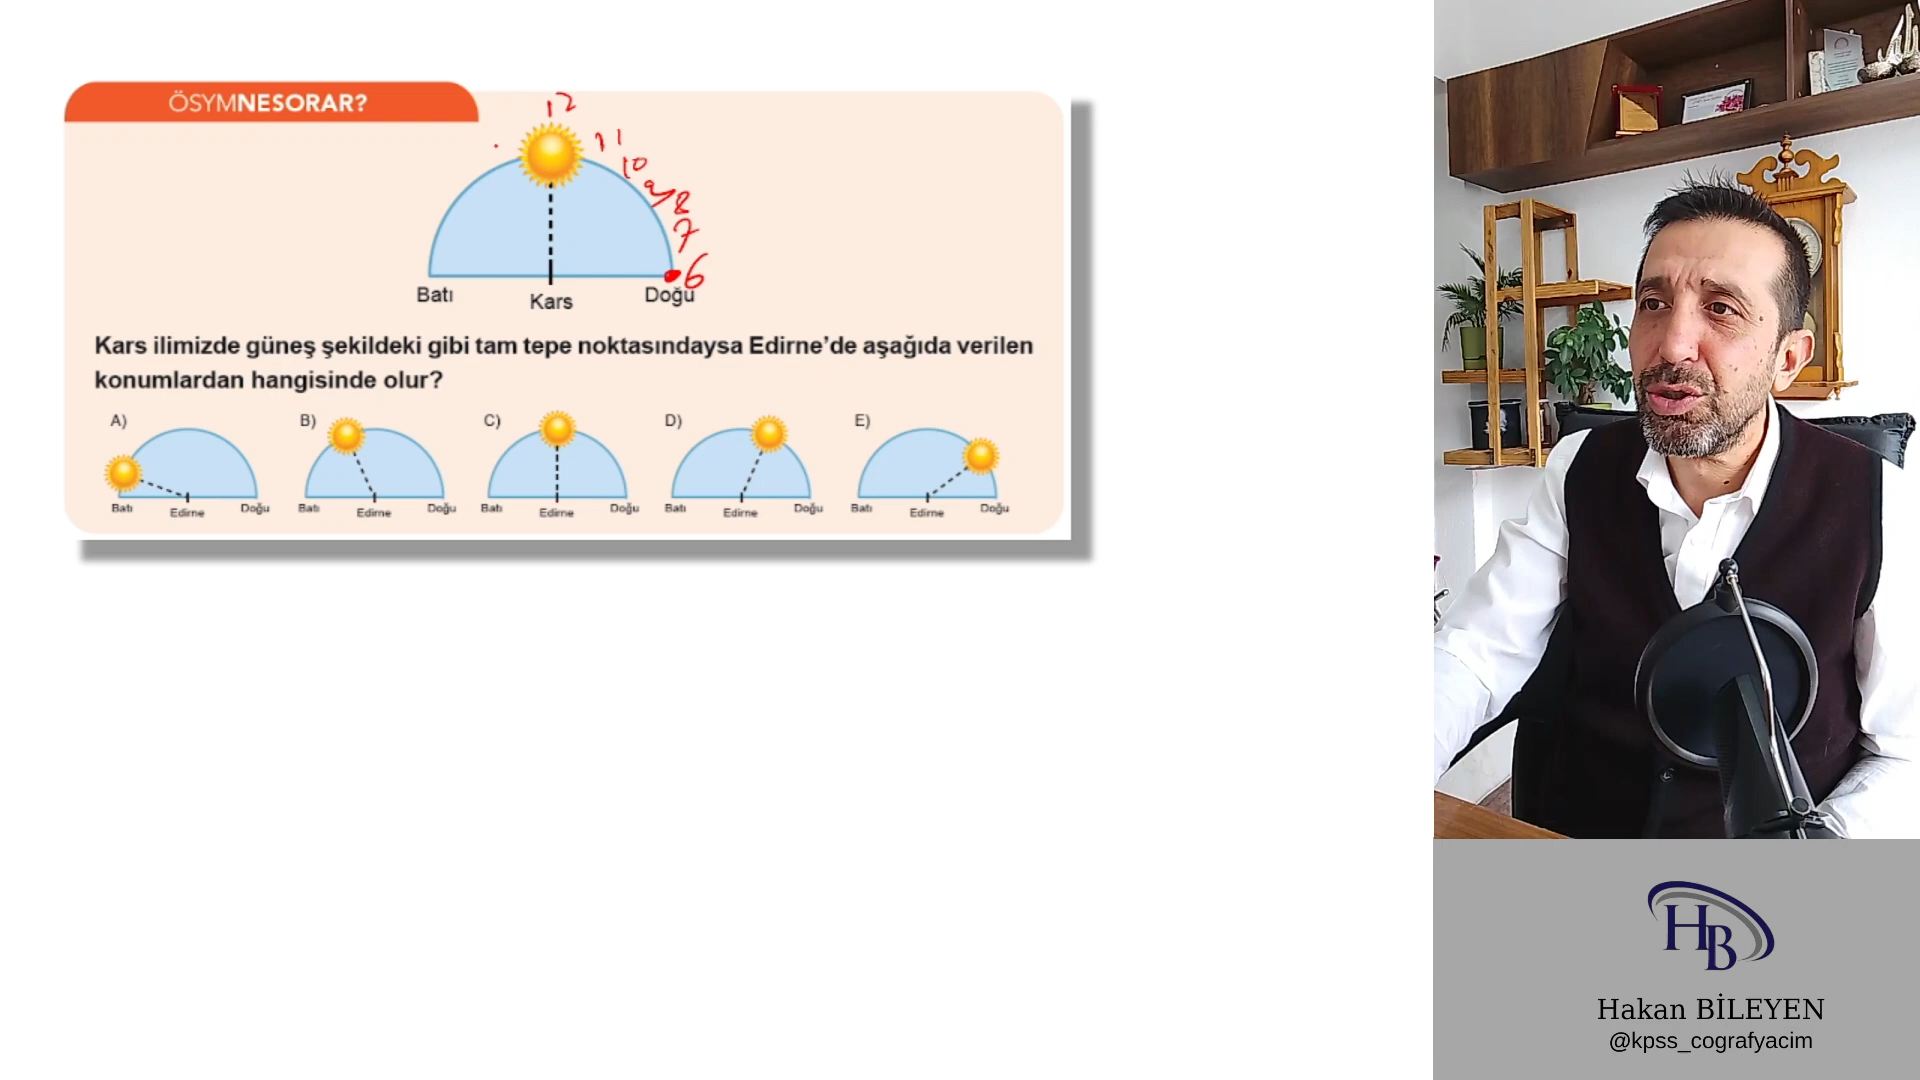 ÖSYMNESORAR?
12
11
10
9
8
7
6
Batı
Kars
Doğu
Kars ilimizde güneş şekildeki gibi tam tepe noktasındaysa Edirne'de aşağıda verilen
konumlardan hangisinde olur?
A)
B)
C)
D)
E)
Batı Edirne Doğu
Batı Edirne Doğu
Batı Edirne Doğu
Batı Edirne Doğu
Batı Edirne Doğu
HB
Hakan BİLEYEN
@kpss_cografyacim